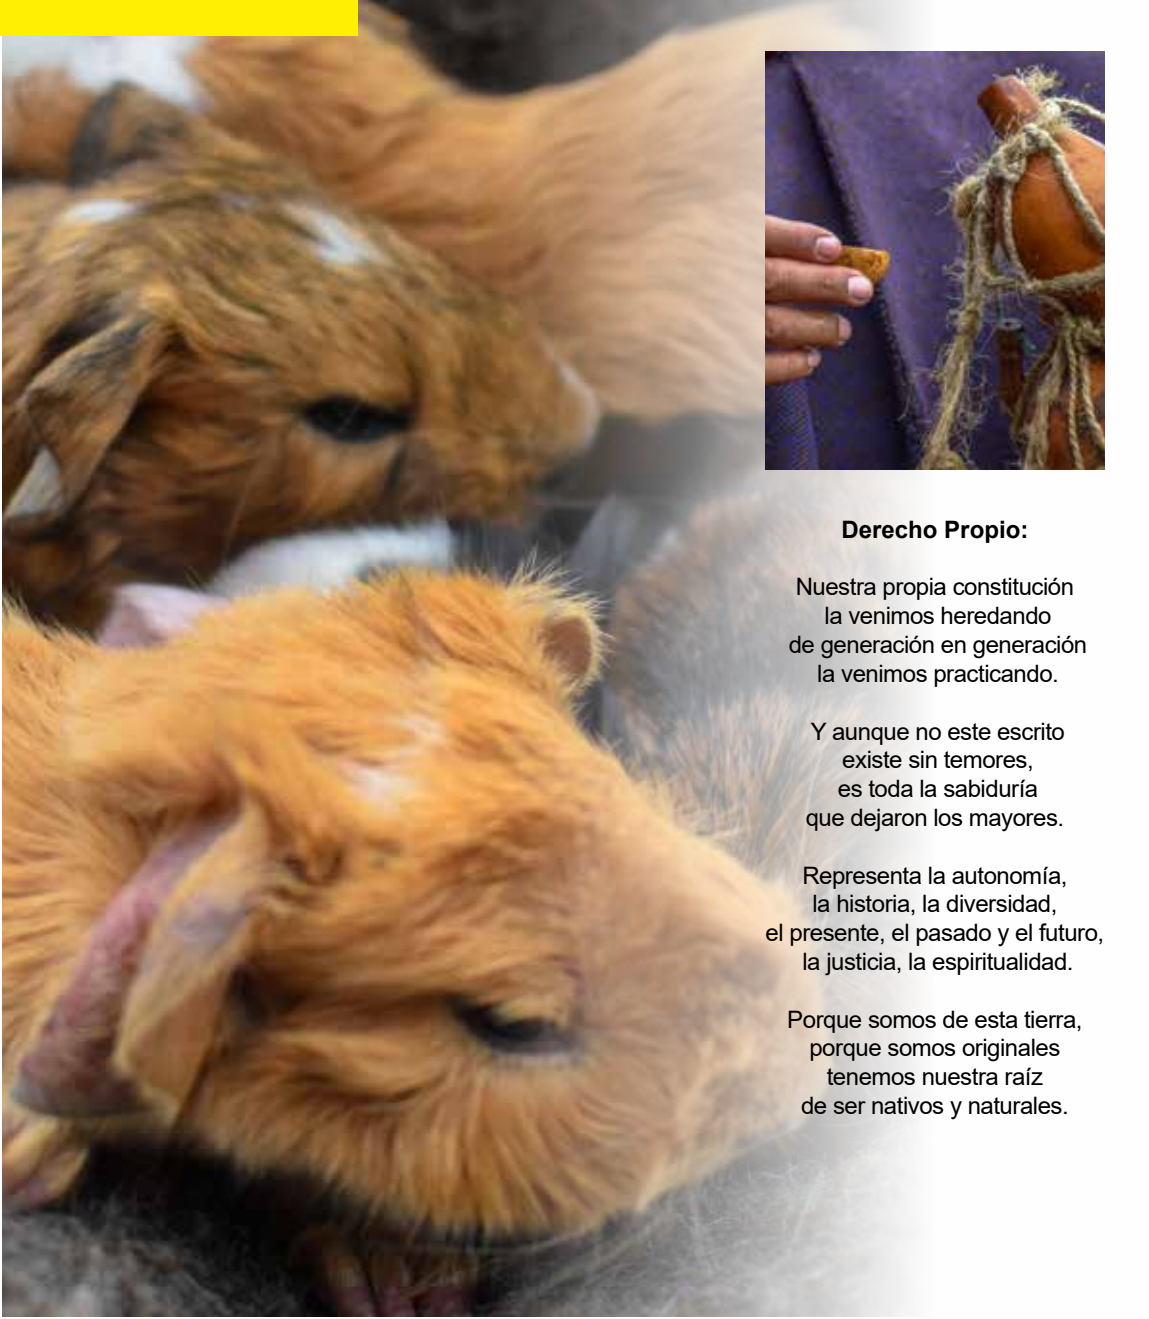 Derecho Propio:
Nuestra propia constitución
la venimos heredando
de generación en generación
la venimos practicando.
Y aunque no este escrito
existe sin temores,
es toda la sabiduría
que dejaron los mayores.
Representa la autonomía,
la historia, la diversidad,
el presente, el pasado y el futuro,
la justicia, la espiritualidad.
Porque somos de esta tierra,
porque somos originales
tenemos nuestra raíz
de ser nativos y naturales.